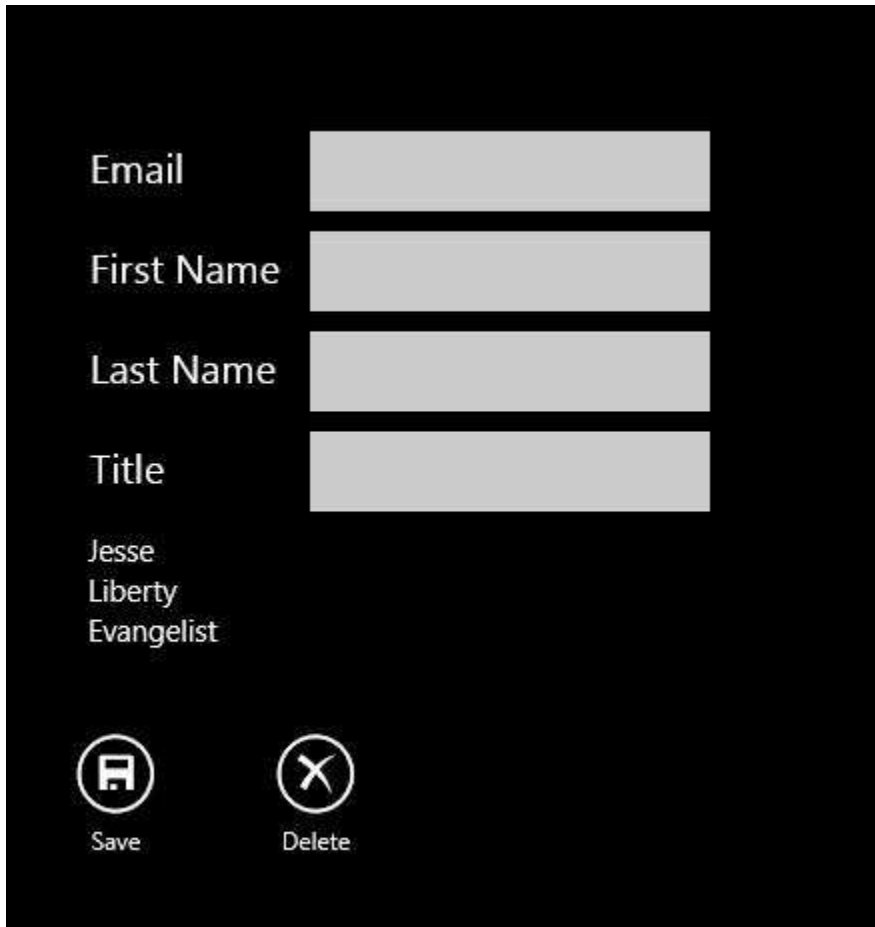 Email
First Name
Last Name
Title
Jesse
Liberty
Evangelist
Save Delete